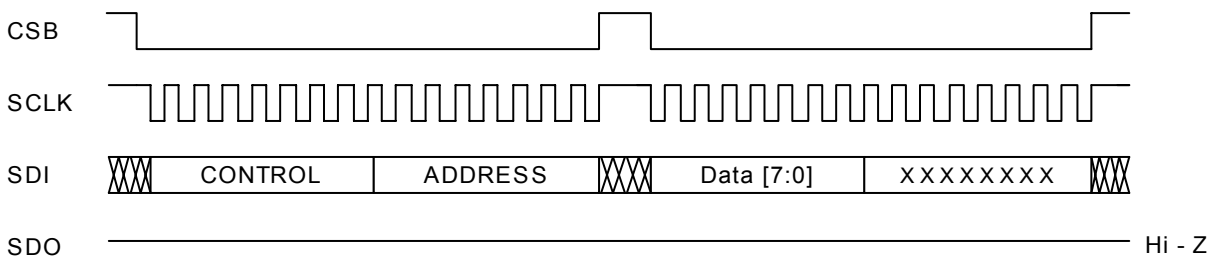 CSB
SCLK
SDI CONTROL ADDRESS Data [7:0] XXXXXXXX
SDO Hi - Z